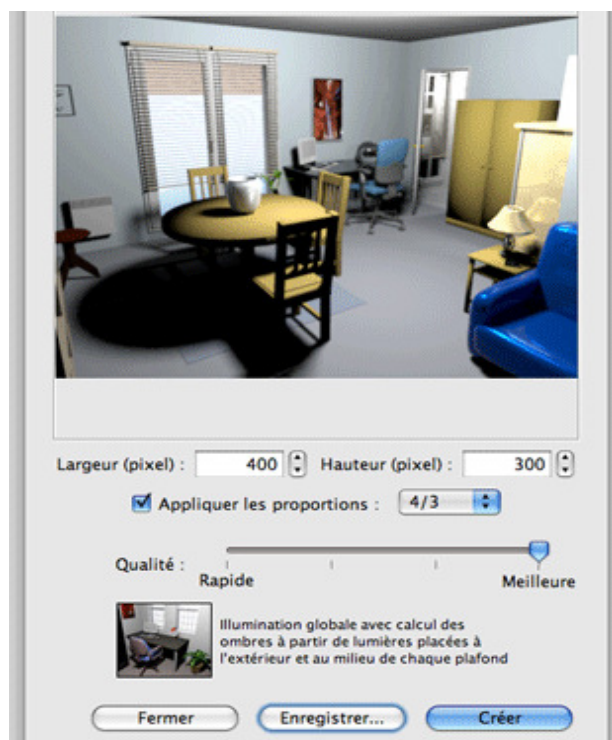 Largeur (pixel) : 400 Hauteur (pixel) : 300
Appliquer les proportions : 4/3
Qualité :
Rapide Meilleure
Illumination globale avec calcul des
ombres à partir de lumières placées à
l'extérieur et au milieu de chaque plafond
Fermer Enregistrer... Créer